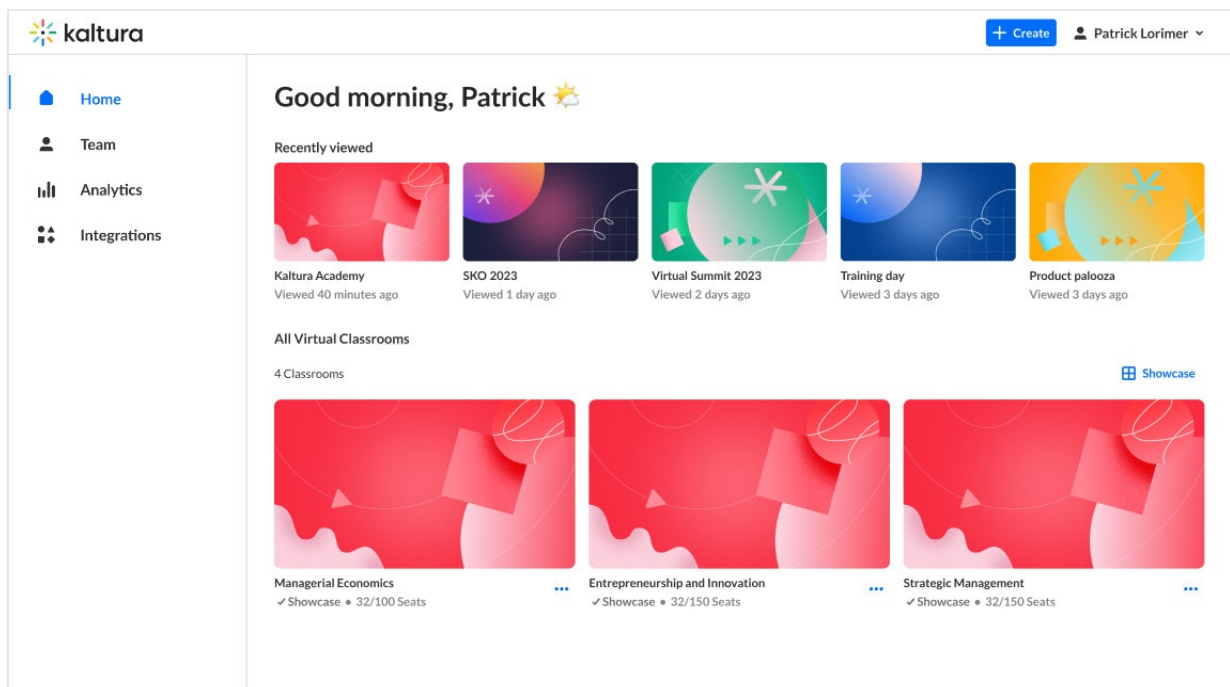 kaltura
+ Create
Patrick Lorimer
Home
Team
Analytics
Integrations
Good morning, Patrick 🌤️
Recently viewed
Kaltura Academy
Viewed 40 minutes ago
SKO 2023
Viewed 1 day ago
Virtual Summit 2023
Viewed 2 days ago
Training day
Viewed 3 days ago
Product palooza
Viewed 3 days ago
All Virtual Classrooms
4 Classrooms
Showcase
Managerial Economics
✓ Showcase • 32/100 Seats
Entrepreneurship and Innovation
✓ Showcase • 32/150 Seats
Strategic Management
✓ Showcase • 32/150 Seats